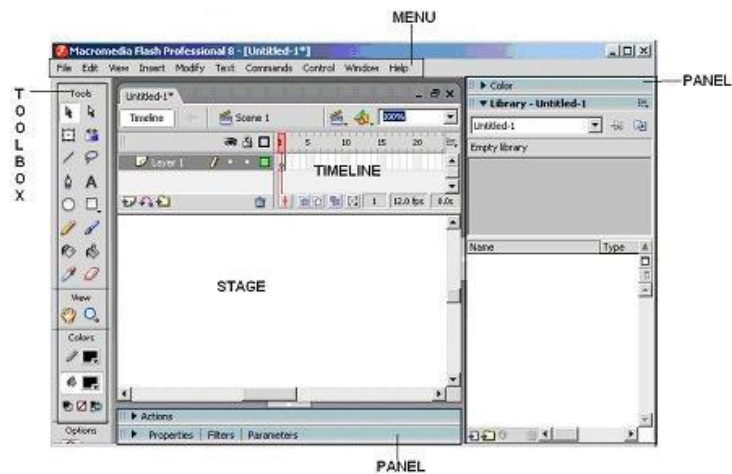 MENU
Macromedia Flash Professional 8 - [Untitled-1*]
File Edit View Insert Modify Text Commands Control Window Help
PANEL
TOOLBOX
Tools
Untitled-1*
Timeline
Scene 1
100%
Color
Library - Untitled-1
Untitled-1
Empty library
1 5 10 15 20
Layer 1
TIMELINE
1 12.0 fps 0.0s
Name Type
STAGE
View
Colors
Options
Actions
Properties Filters Parameters
PANEL